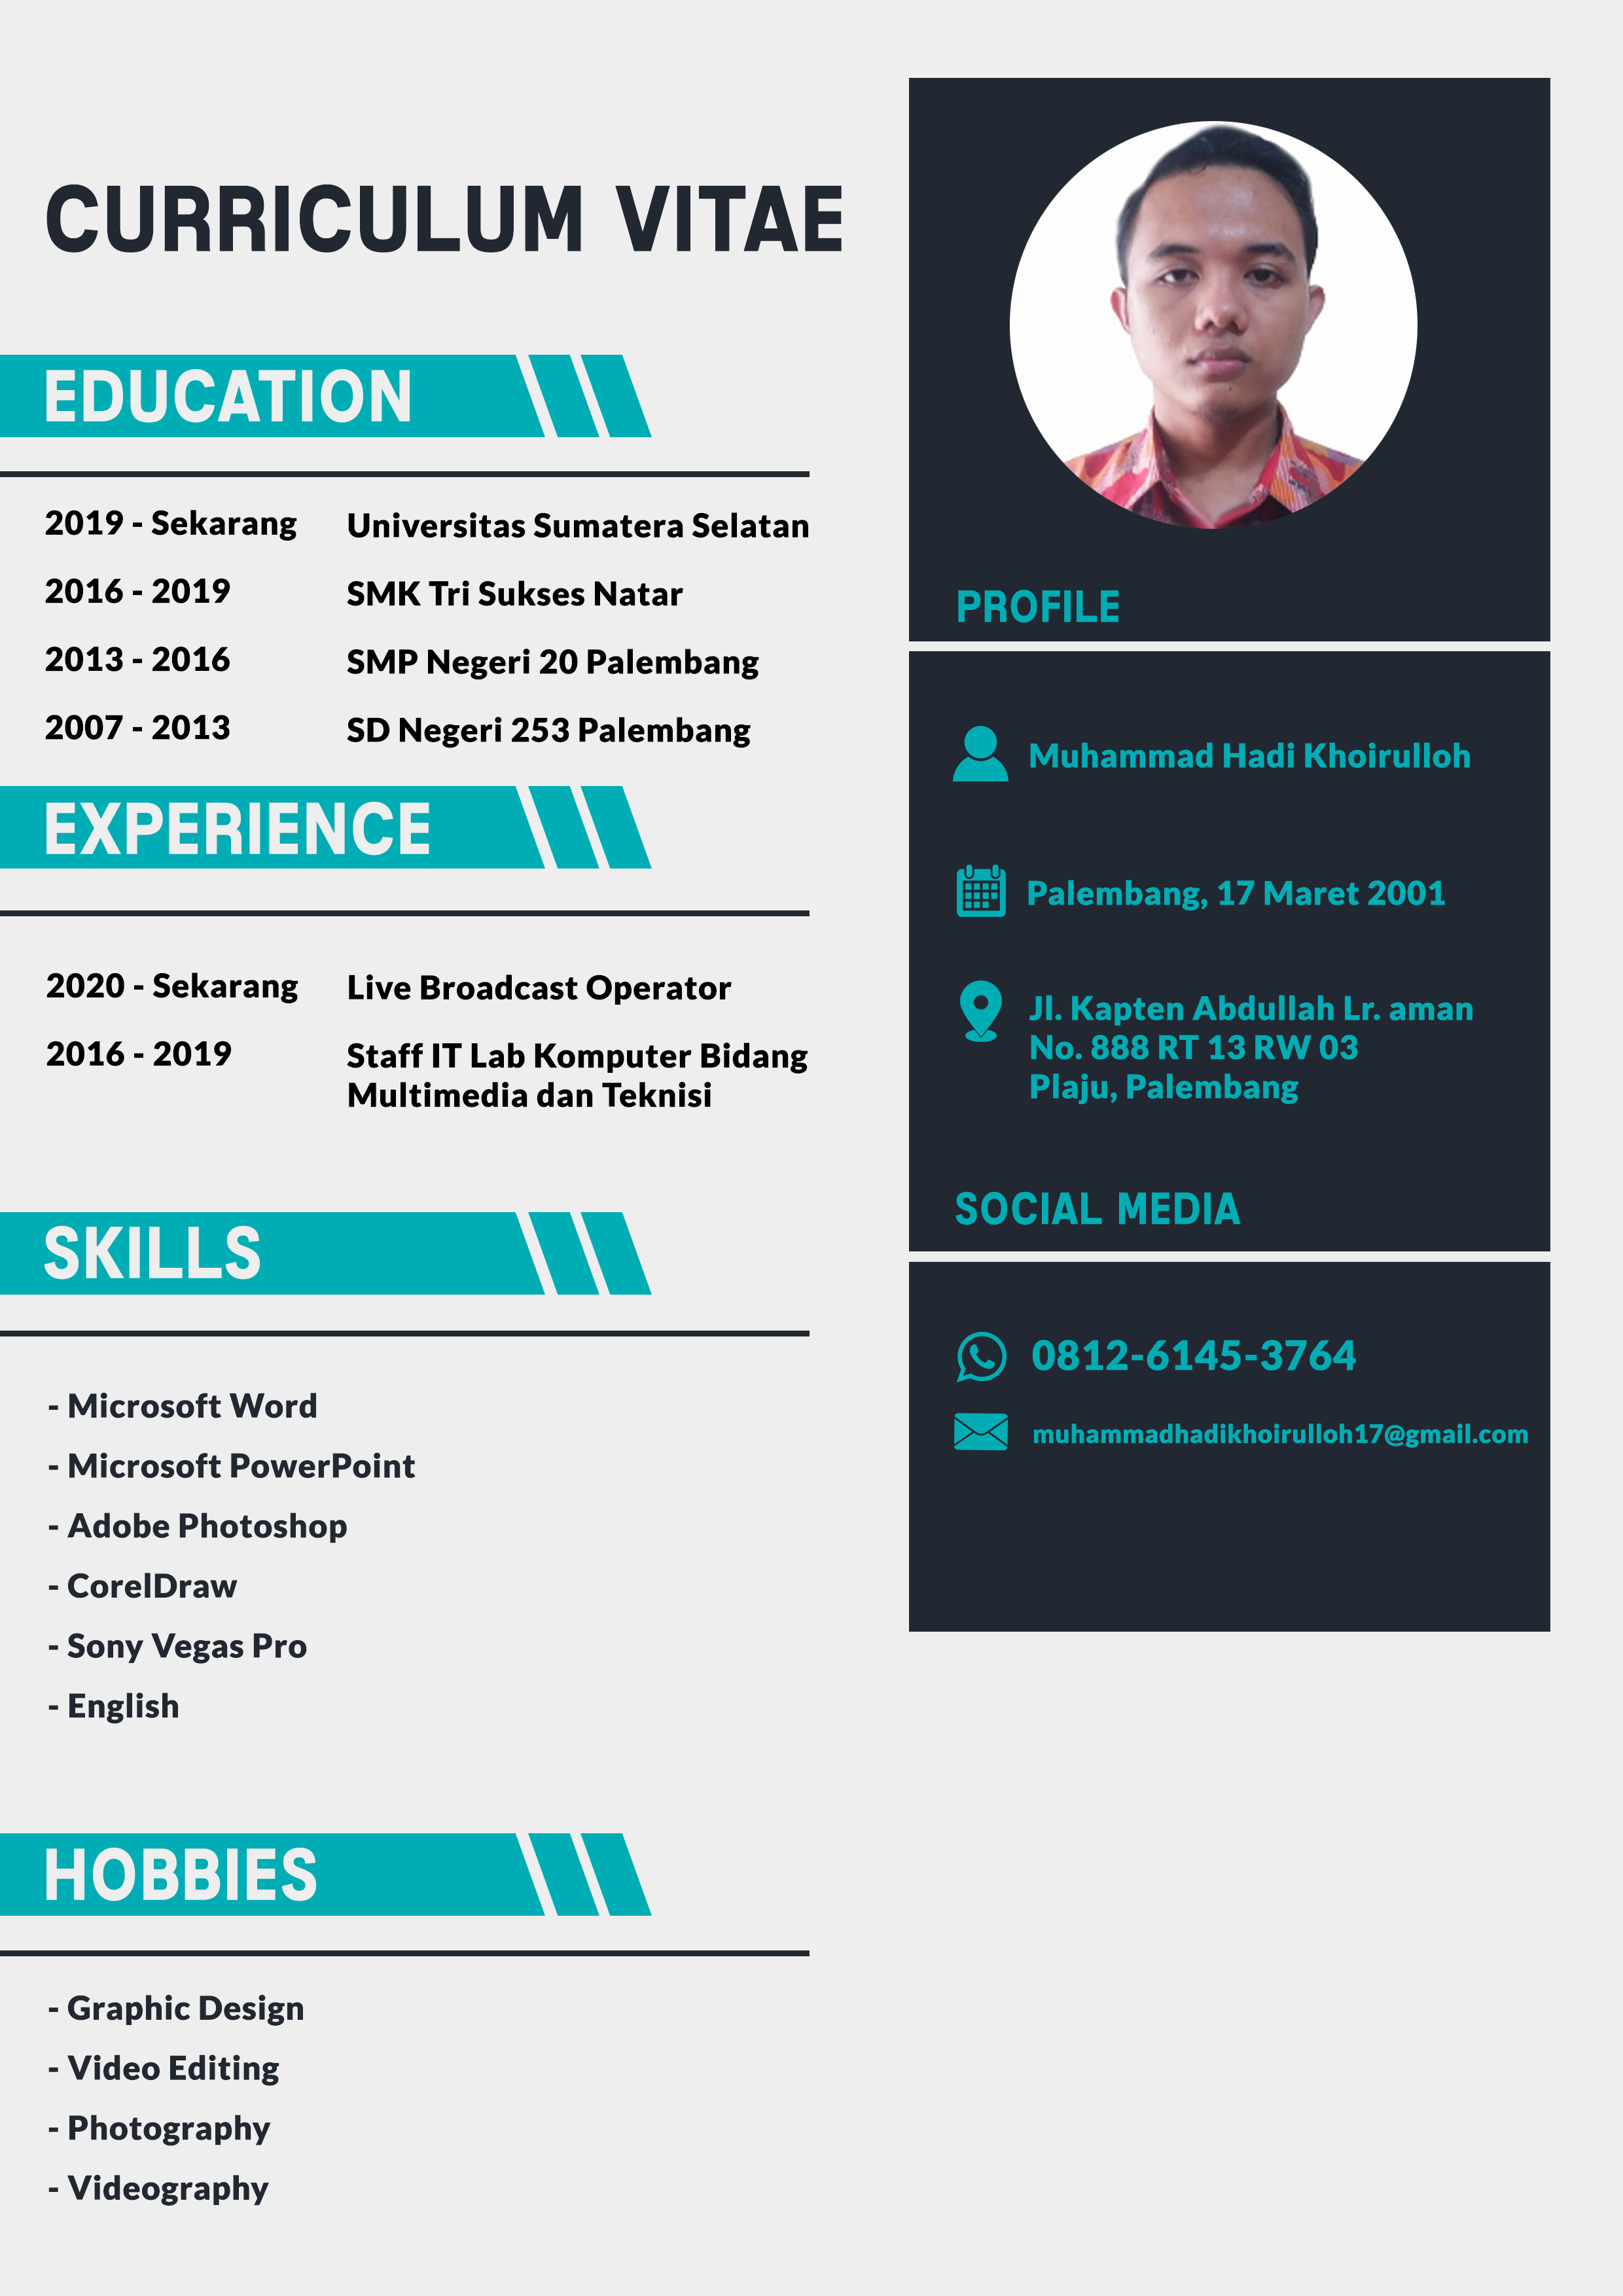 CURRICULUM VITAE
EDUCATION
2019 - Sekarang Universitas Sumatera Selatan
2016 - 2019 SMK Tri Sukses Natar
2013 - 2016 SMP Negeri 20 Palembang
2007 - 2013 SD Negeri 253 Palembang
EXPERIENCE
2020 - Sekarang Live Broadcast Operator
2016 - 2019 Staff IT Lab Komputer Bidang
Multimedia dan Teknisi
SKILLS
- Microsoft Word
- Microsoft PowerPoint
- Adobe Photoshop
- CorelDraw
- Sony Vegas Pro
- English
HOBBIES
- Graphic Design
- Video Editing
- Photography
- Videography
PROFILE
Muhammad Hadi Khoirulloh
Palembang, 17 Maret 2001
Jl. Kapten Abdullah Lr. aman
No. 888 RT 13 RW 03
Plaju, Palembang
SOCIAL MEDIA
0812-6145-3764
muhammadhadikhoirulloh17@gmail.com